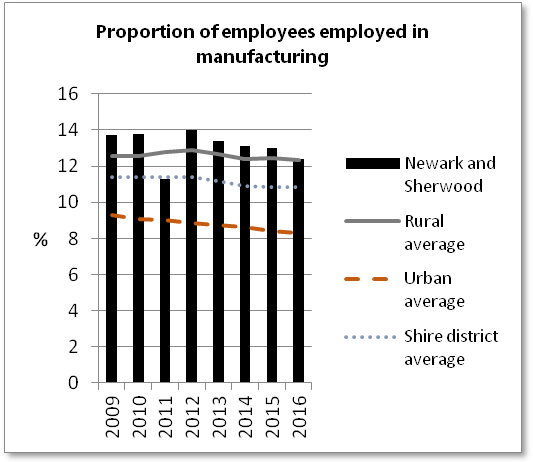 Proportion of employees employed in
manufacturing
16
14
12
10
8
6
4
2
0
%
2009
2010
2011
2012
2013
2014
2015
2016
Newark and
Sherwood
Rural
average
Urban
average
Shire district
average